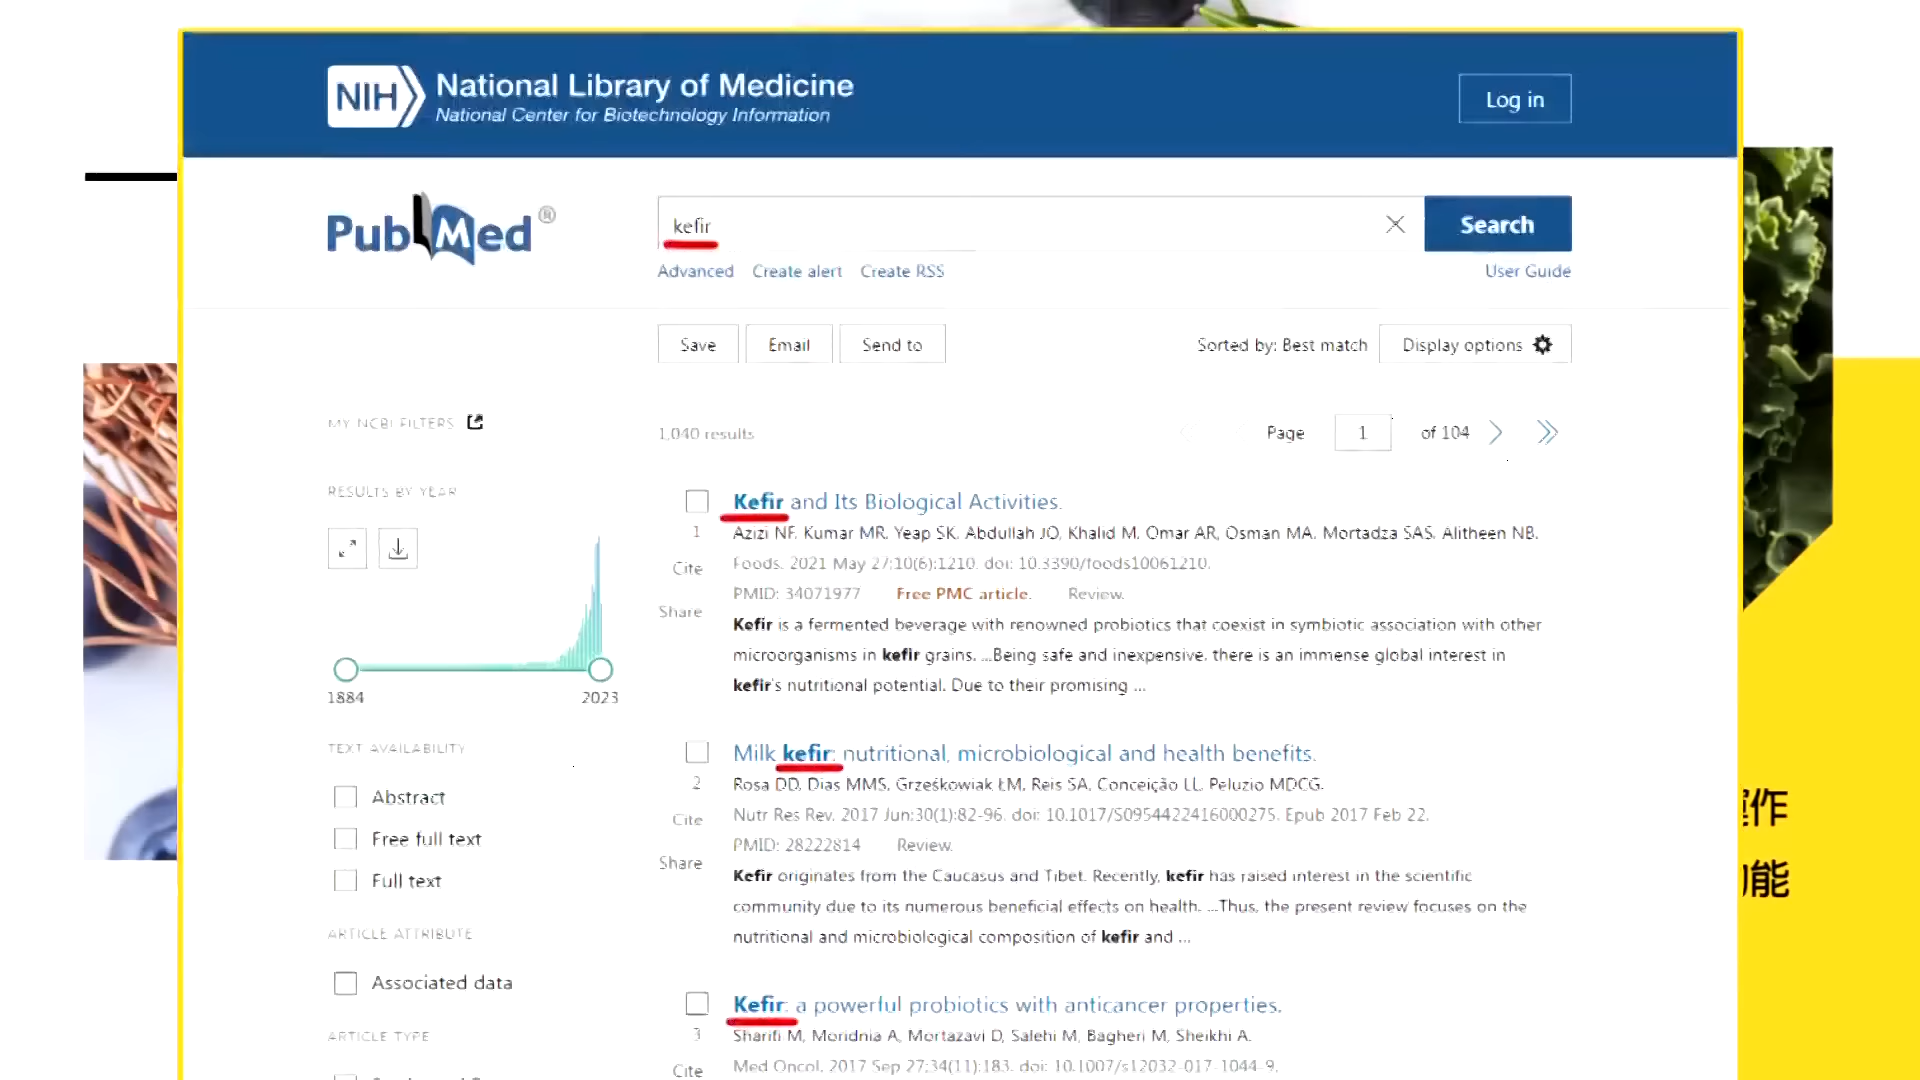 NIH
National Library of Medicine
National Center for Biotechnology Information
Log in
PubMed®
kefir
Search
Advanced Create alert Create RSS
User Guide
Save Email Send to
Sorted by: Best match
Display options
MY NCBI FILTERS
1,040 results
Page 1 of 104
RESULTS BY YEAR
1884
2023
TEXT AVAILABILITY
Abstract
Free full text
Full text
ARTICLE ATTRIBUTE
Associated data
ARTICLE TYPE
Kefir and Its Biological Activities.
1
Azizi NF, Kumar MR, Yeap SK, Abdullah JO, Khalid M, Omar AR, Osman MA, Mortadza SAS, Alitheen NB.
Cite
Foods. 2021 May 27;10(6):1210. doi: 10.3390/foods10061210.
PMID: 34071977 Free PMC article. Review.
Share
Kefir is a fermented beverage with renowned probiotics that coexist in symbiotic association with other
microorganisms in kefir grains. ...Being safe and inexpensive, there is an immense global interest in
kefir's nutritional potential. Due to their promising ...
Milk kefir: nutritional, microbiological and health benefits.
2
Rosa DD, Dias MMS, Grześkowiak ŁM, Reis SA, Conceição LL, Peluzio MDCG.
Cite
Nutr Res Rev. 2017 Jun;30(1):82-96. doi: 10.1017/S0954422416000275. Epub 2017 Feb 22.
PMID: 28222814 Review.
Share
Kefir originates from the Caucasus and Tibet. Recently, kefir has raised interest in the scientific
community due to its numerous beneficial effects on health. ...Thus, the present review focuses on the
nutritional and microbiological composition of kefir and ...
Kefir: a powerful probiotics with anticancer properties.
3
Sharifi M, Moridnia A, Mortazavi D, Salehi M, Bagheri M, Sheikhi A.
Cite
Med Oncol. 2017 Sep 27;34(11):183. doi: 10.1007/s12032-017-1044-9.
作
能